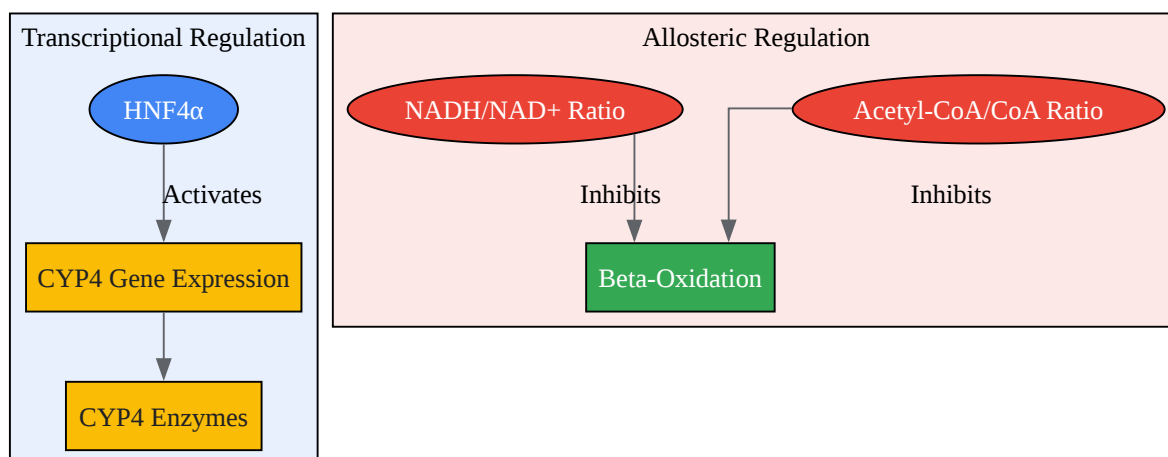 Transcriptional Regulation
HNF4α
Activates
CYP4 Gene Expression
CYP4 Enzymes
Allosteric Regulation
NADH/NAD+ Ratio
Acetyl-CoA/CoA Ratio
Inhibits
Inhibits
Beta-Oxidation